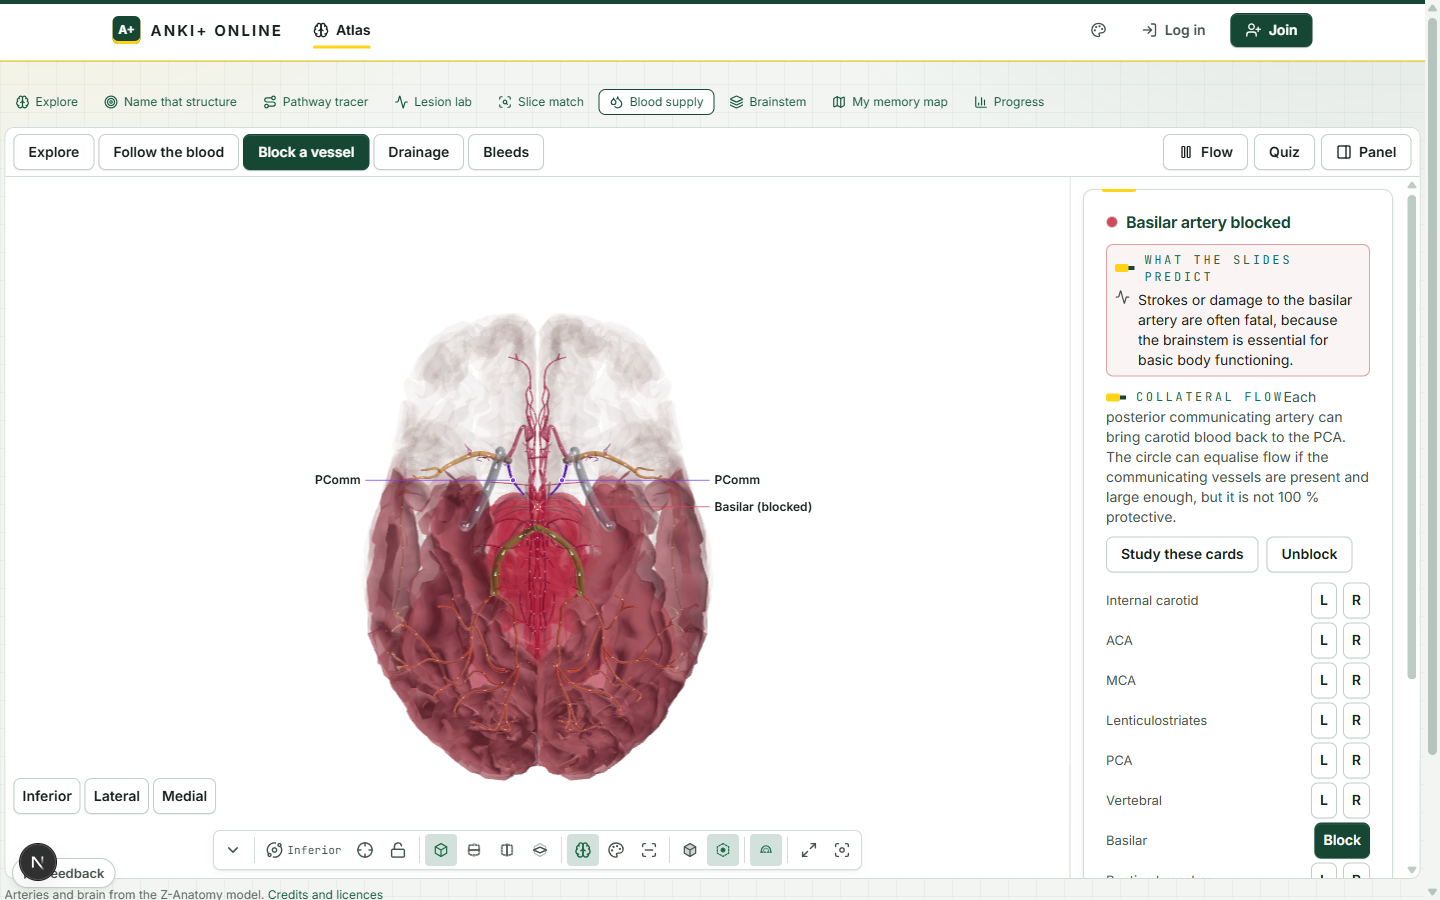 A+ ANKI+ ONLINE Atlas Log in Join
Explore Name that structure Pathway tracer Lesion lab Slice match Blood supply Brainstem My memory map Progress
Explore Follow the blood Block a vessel Drainage Bleeds Flow Quiz Panel
Basilar artery blocked
WHAT THE SLIDES
PREDICT
Strokes or damage to the basilar
artery are often fatal, because
the brainstem is essential for
basic body functioning.
COLLATERAL FLOWEach
posterior communicating artery can
bring carotid blood back to the PCA.
The circle can equalise flow if the
communicating vessels are present and
large enough, but it is not 100 %
protective.
Study these cards Unblock
Internal carotid L R
ACA L R
MCA L R
Lenticulostriates L R
PCA L R
Vertebral L R
Basilar Block
PComm PComm
Basilar (blocked)
Inferior Lateral Medial
Inferior
N eedback
Arteries and brain from the Z-Anatomy model. Credits and licences